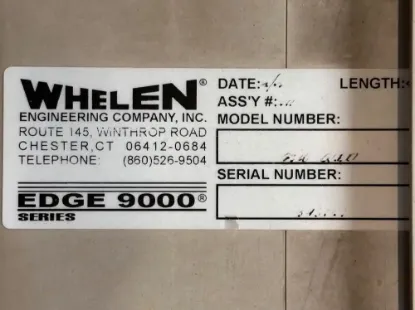 WHELEN®
ENGINEERING COMPANY, INC.
ROUTE 145, WINTHROP ROAD
CHESTER, CT 06412-0684
TELEPHONE: (860)526-9504
EDGE 9000®
SERIES
DATE: LENGTH:
ASS'Y #:
MODEL NUMBER:
SERIAL NUMBER: